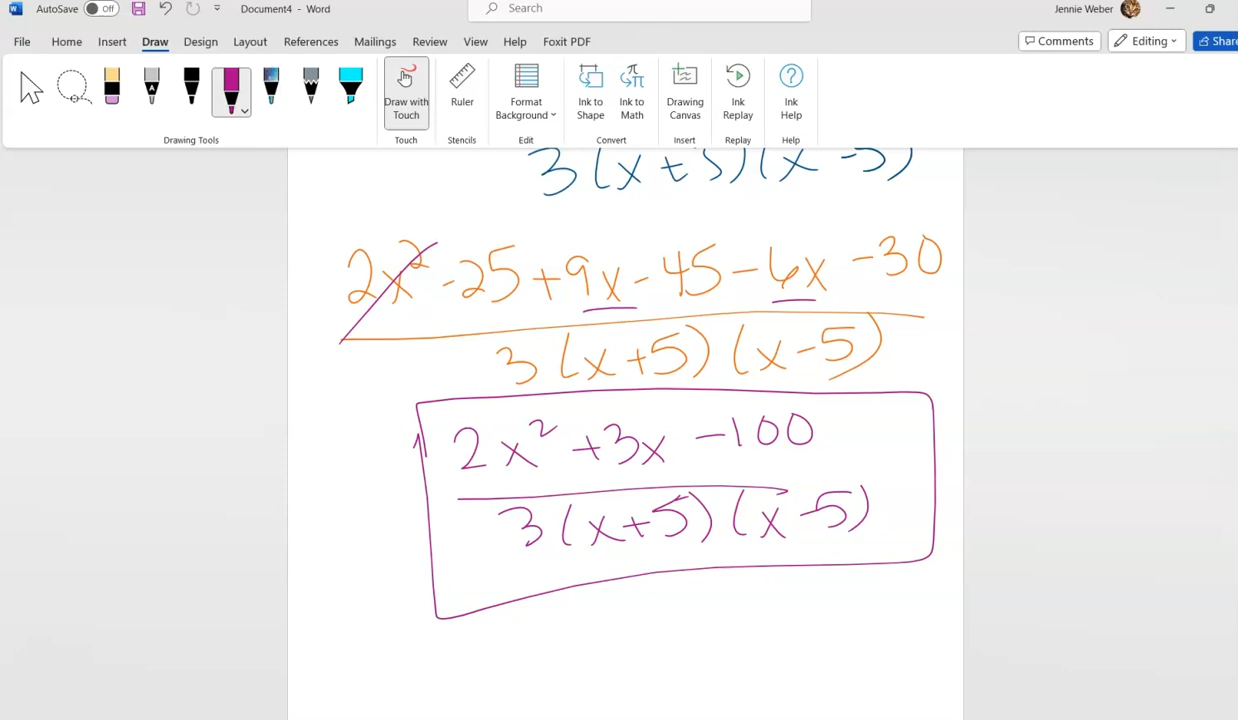 AutoSave Off Document4 - Word Search Jennie Weber
File Home Insert Draw Design Layout References Mailings Review View Help Foxit PDF Comments Editing Share
Draw with Touch Ruler Format Background Ink to Shape Ink to Math Drawing Canvas Ink Replay Ink Help
Drawing Tools Touch Stencils Edit Convert Insert Replay Help
3(x+5)(x-5)
2x² -25 +9x -45 -6x -30
3(x+5)(x-5)
2x² +3x -100
3(x+5)(x-5)